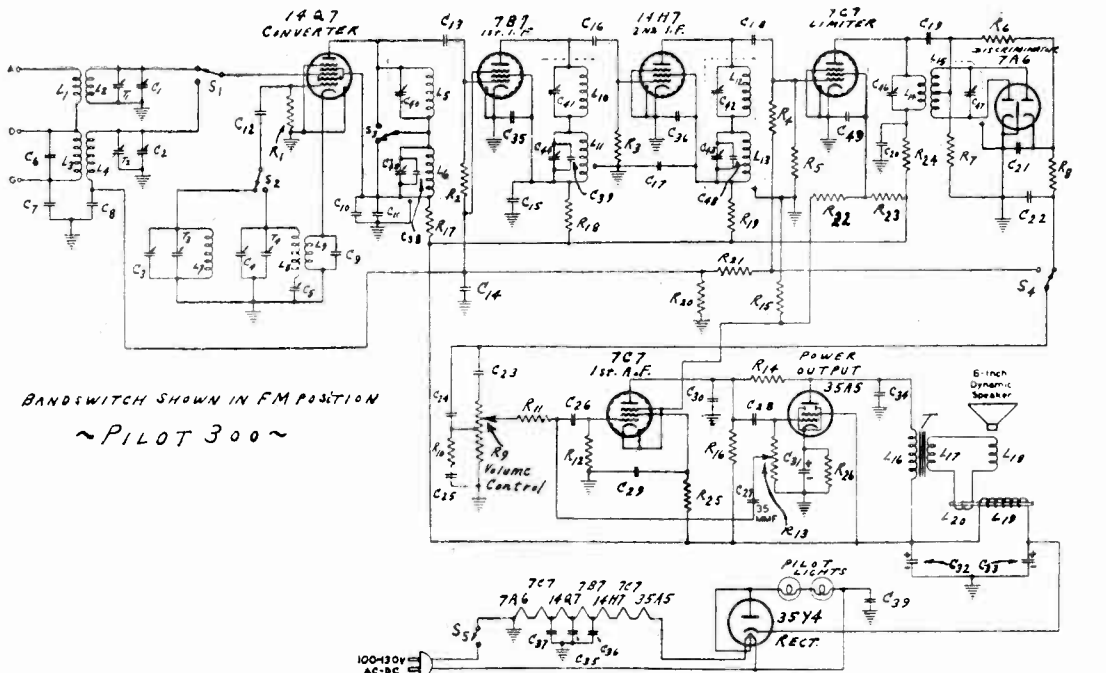 14Q7
CONVERTER
C13
7B7
1st. I.F.
C16
14H7
2ND I.F.
C18
7C7
LIMITER
C19
R6
DISCRIMINATOR
7A6
A
L1
L2
C1
S1
C40
L5
C41
L10
L12
C42
C46
L14
L15
C47
C12
R1
S3
C35
C36
R4
C49
D
C6
L3
L4
T2
C2
L6
R2
C44
L11
R3
C43
L13
R5
C20
R24
R7
C21
R8
G
S2
C7
C8
C10
C11
C38
R17
C15
C39
C17
C48
R22
R23
C22
R18
R19
C3
T3
L7
C4
T4
L8
L9
C9
C5
R21
C14
R20
R15
S4
7C7
1st. A.F.
R14
POWER
OUTPUT
35A5
6-inch
Dynamic
Speaker
C23
C30
C34
BANDSWITCH SHOWN IN FM POSITION
C24
R11
C26
C28
~PILOT 300~
R10
R9
Volume
Control
R12
R16
C31
R26
L16
L17
L18
C25
C29
R25
C27
35
MMF
R13
L20
L19
C32
C33
PILOT
LIGHTS
7C7 7B7 7C7
7A6 14Q7 14H7 35A5
C39
S5
C37
C35
C36
35Y4
RECT.
100-130V
AC-DC